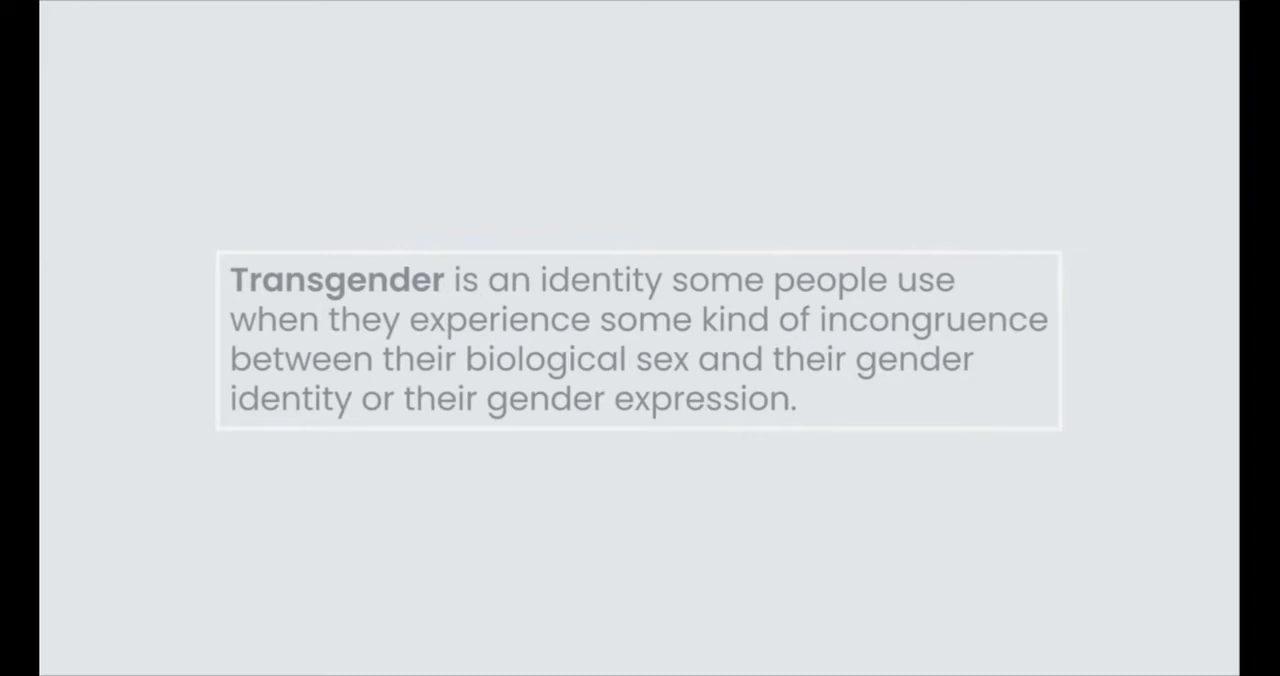 Transgender is an identity some people use
when they experience some kind of incongruence
between their biological sex and their gender
identity or their gender expression.